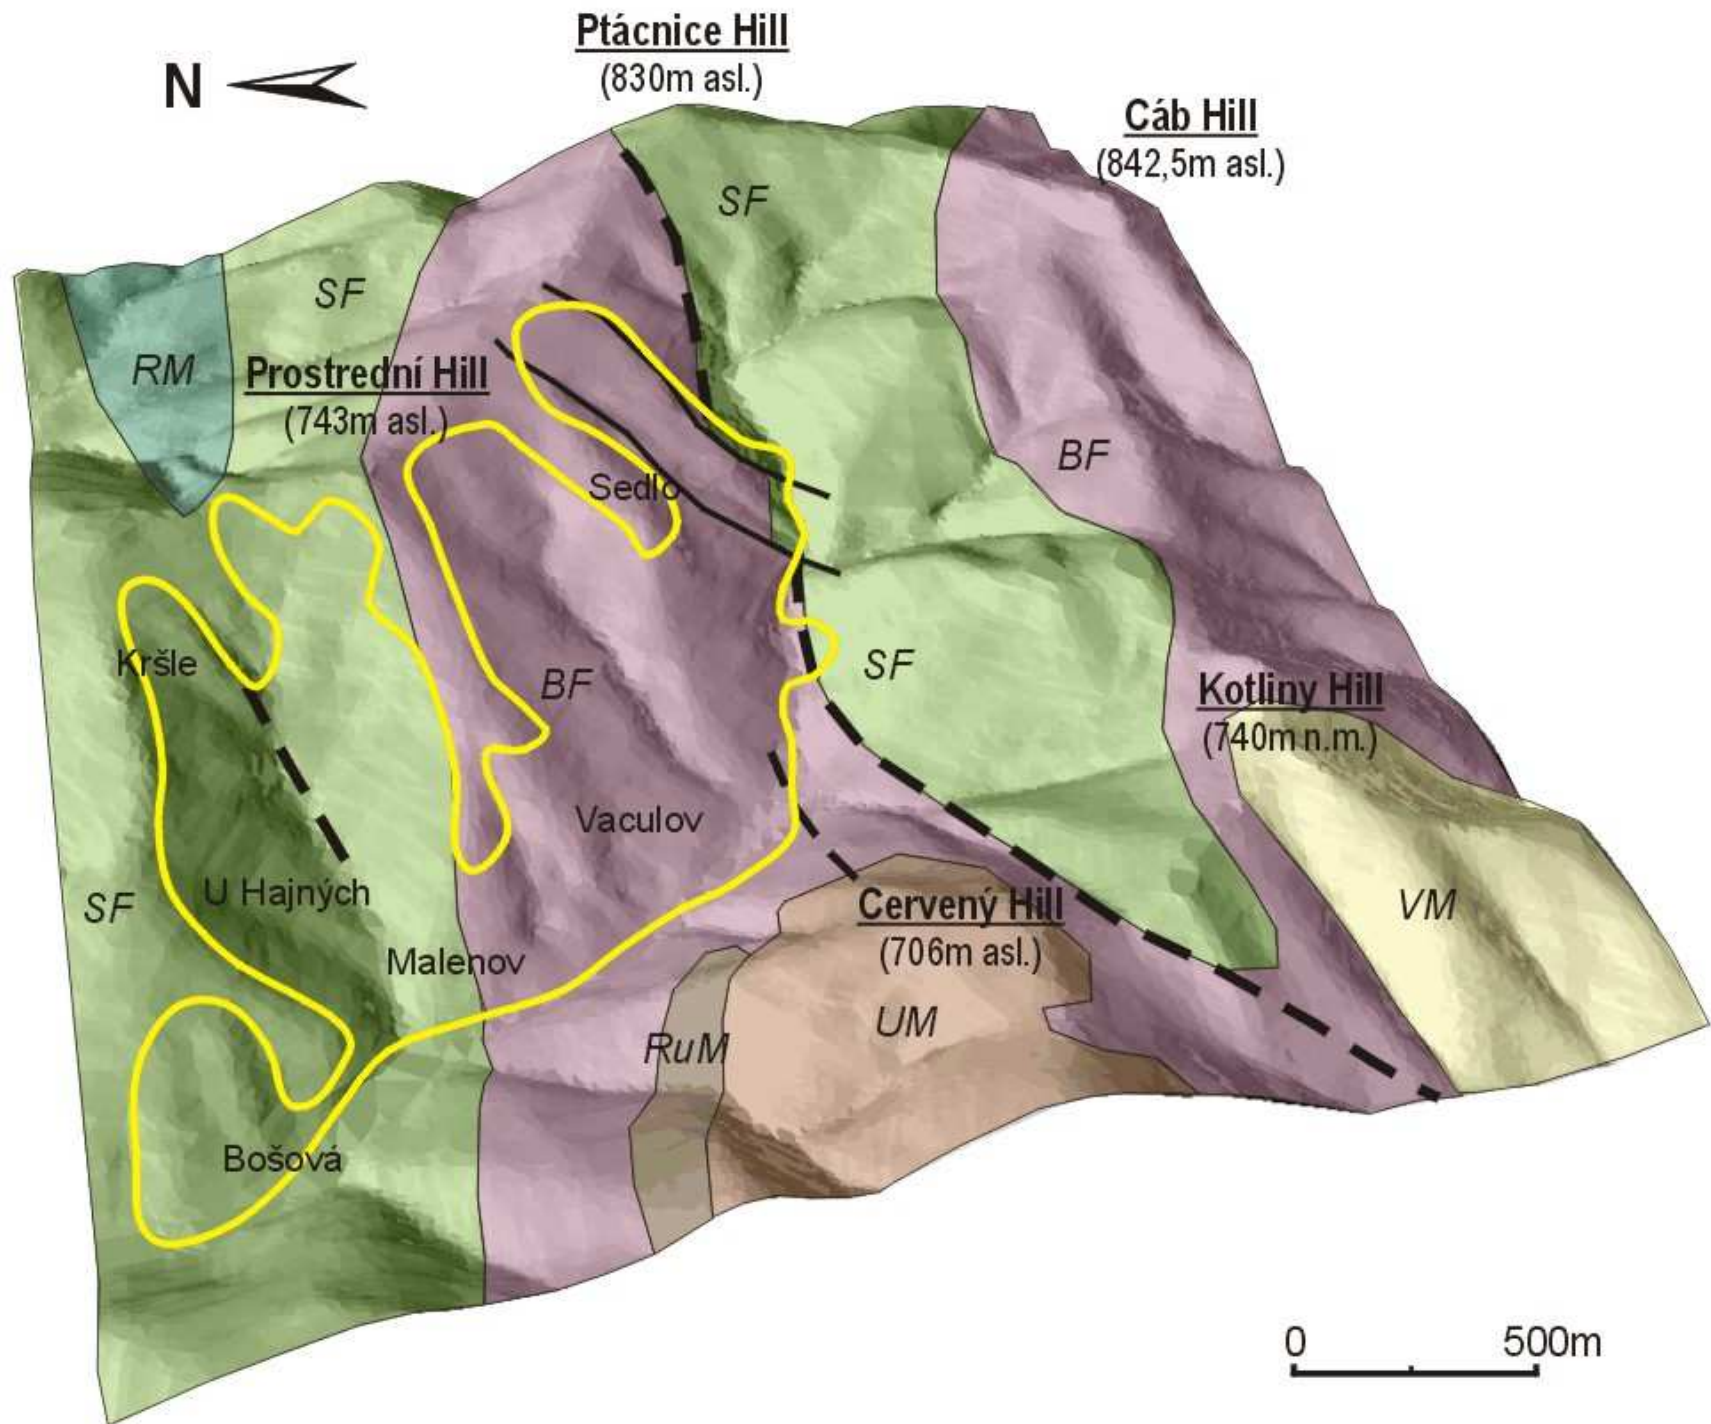 Ptácnice Hill
(830m asl.)
N
Cáb Hill
(842,5m asl.)
SF
SF
RM
Prostrední Hill
(743m asl.)
BF
Sedlo
Kršle
BF
SF
Kotliny Hill
(740m n.m.)
Vaculov
U Hajných
SF
Cervený Hill
(706m asl.)
VM
Malenov
UM
RuM
Bošová
0 500m